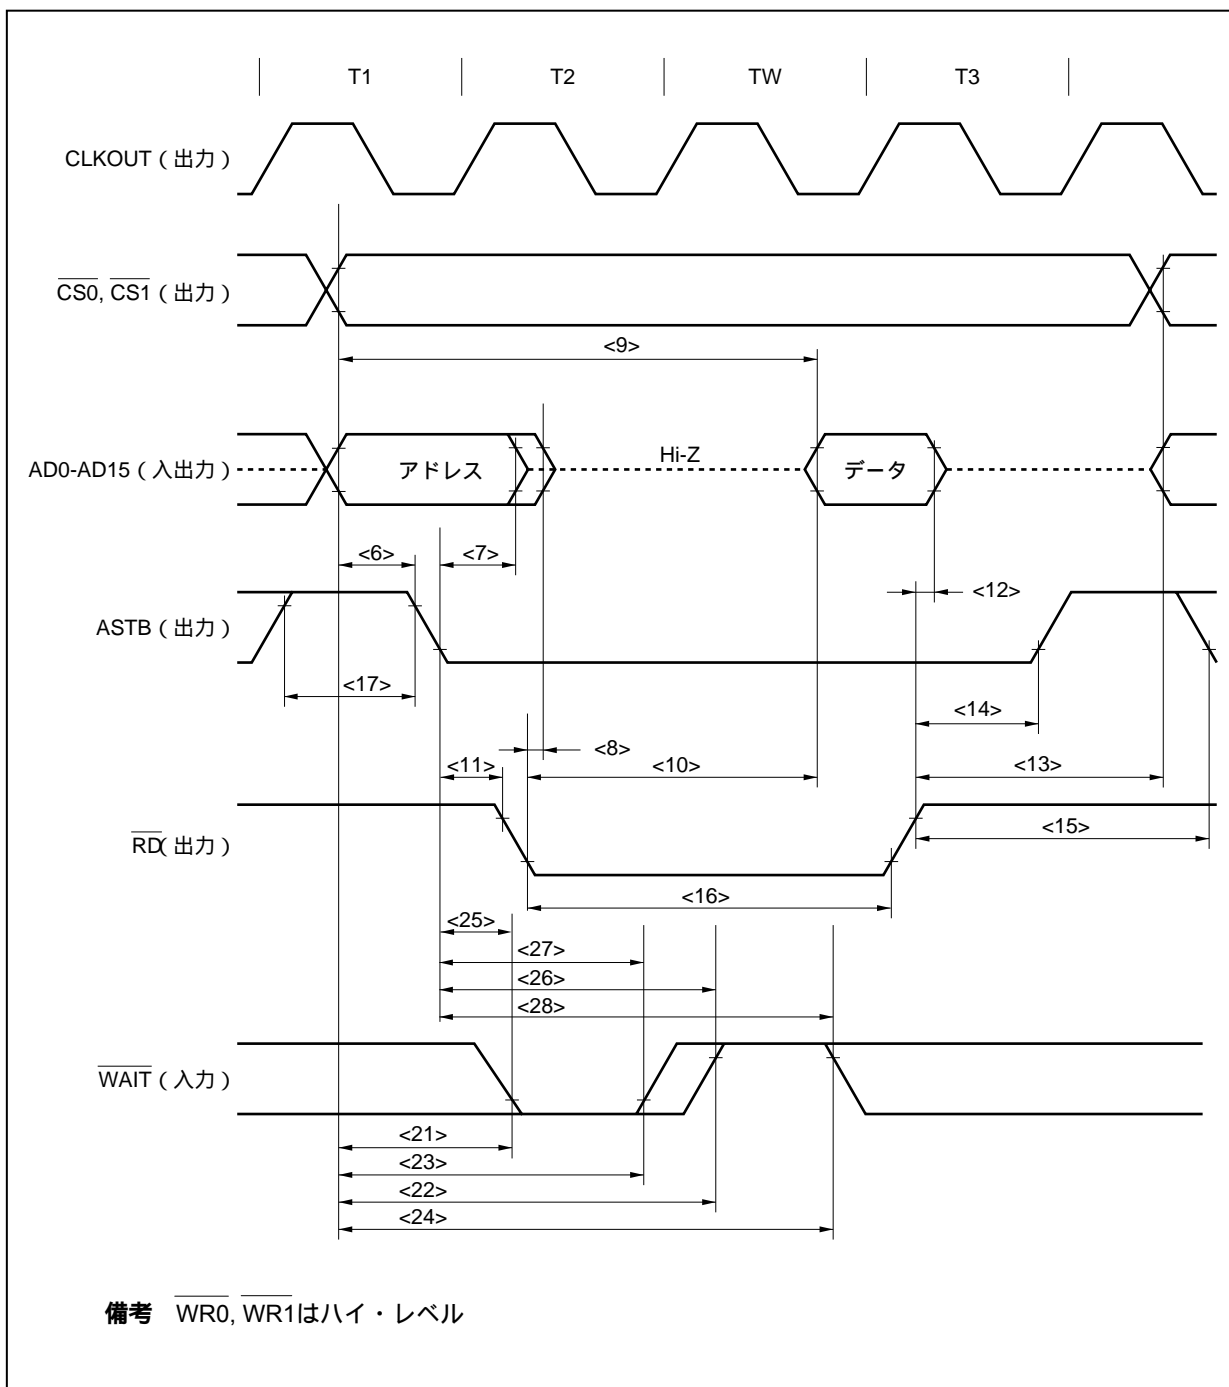 T1 T2 TW T3
CLKOUT(出力)
CS0, CS1(出力)
<9>
AD0-AD15(入出力) アドレス Hi-Z データ
<6> <7>
<12>
ASTB(出力)
<17>
<14>
<8>
<11> <10> <13>
<15>
RD(出力)
<16>
<25>
<27>
<26>
<28>
WAIT(入力)
<21>
<23>
<22>
<24>
備考 WR0, WR1はハイ・レベル